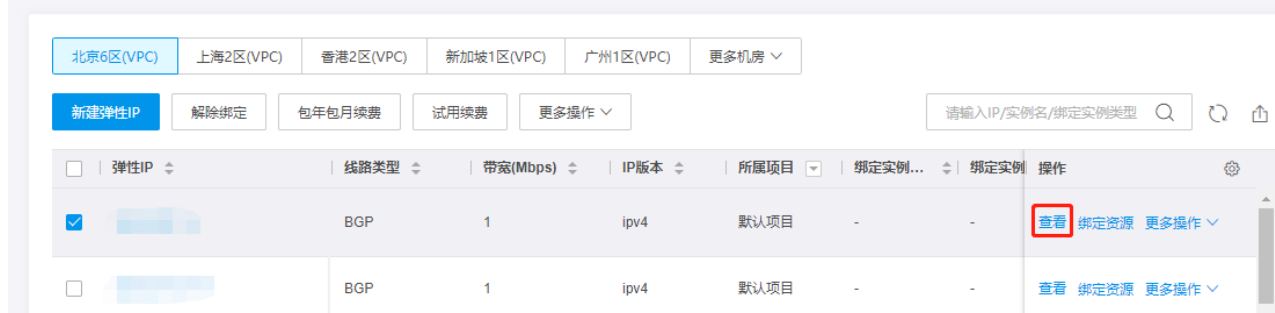 北京6区(VPC) 上海2区(VPC) 香港2区(VPC) 新加坡1区(VPC) 广州1区(VPC) 更多机房
新建弹性IP 解除绑定 包年包月续费 试用续费 更多操作 请输入IP/实例名/绑定实例类型
弹性IP 线路类型 带宽(Mbps) IP版本 所属项目 绑定实例... 绑定实例 操作
BGP 1 ipv4 默认项目 - - 查看 绑定资源 更多操作
BGP 1 ipv4 默认项目 - - 查看 绑定资源 更多操作